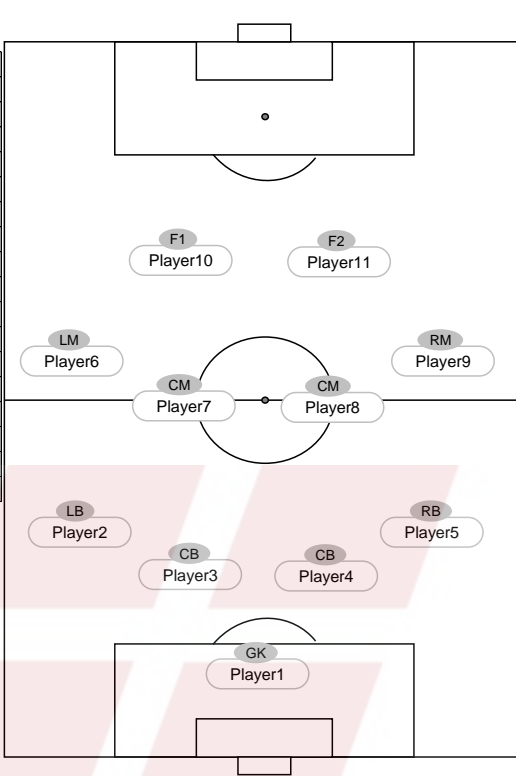 F1
Player10
F2
Player11
LM
Player6
RM
Player9
CM
Player7
CM
Player8
LB
Player2
RB
Player5
CB
Player3
CB
Player4
GK
Player1